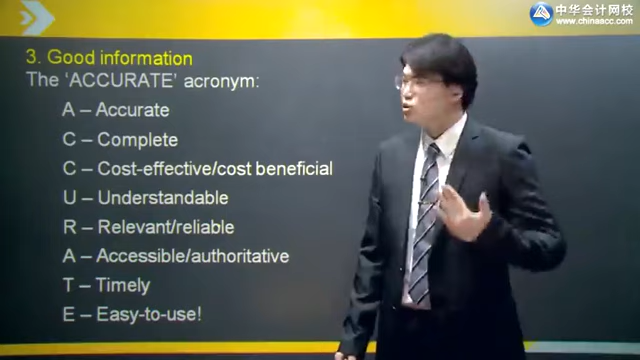 中华会计网校
www.chinaacc.com
3. Good information
The ‘ACCURATE’ acronym:
A – Accurate
C – Complete
C – Cost-effective/cost beneficial
U – Understandable
R – Relevant/reliable
A – Accessible/authoritative
T – Timely
E – Easy-to-use!